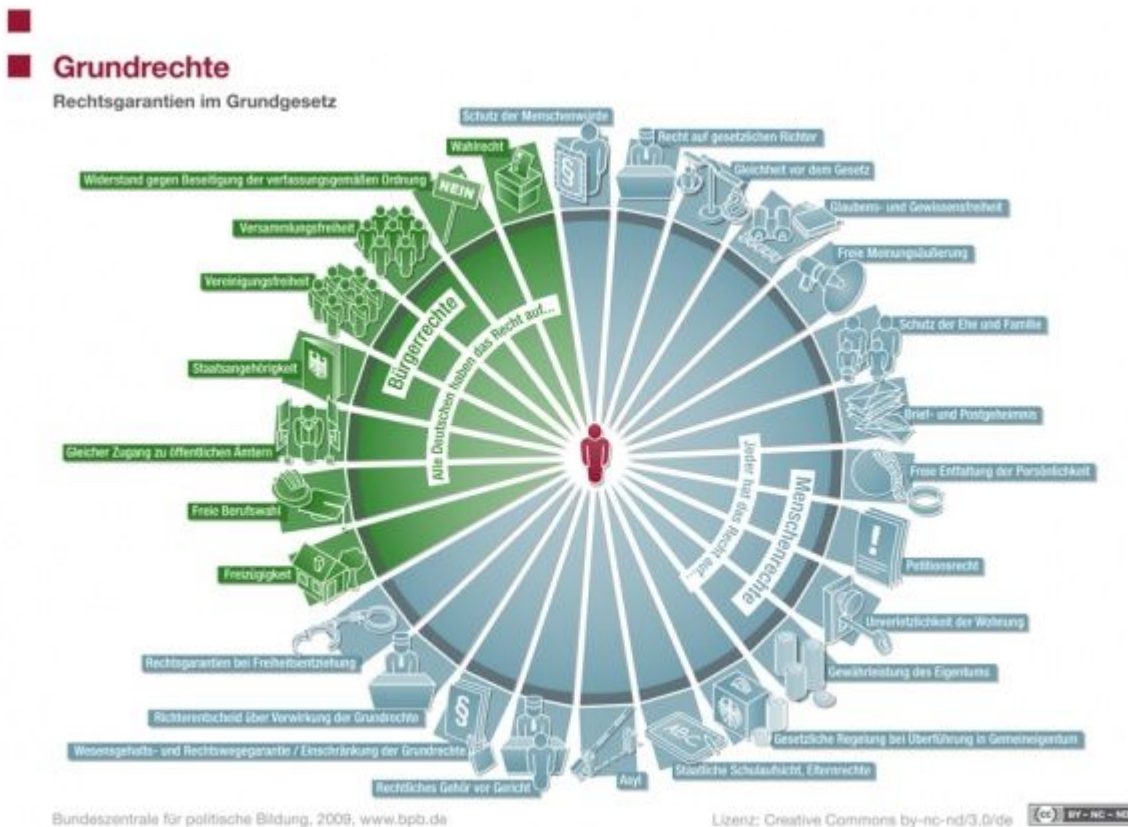 Grundrechte
Rechtsgarantien im Grundgesetz
Schutz der Menschenwürde
Recht auf gesetzlichen Richter
Gleichheit vor dem Gesetz
Glaubens- und Gewissensfreiheit
Freie Meinungsäußerung
Schutz der Ehe und Familie
Brief- und Postgeheimnis
Freie Entfaltung der Persönlichkeit
Petitionsrecht
Unverletzlichkeit der Wohnung
Gewährleistung des Eigentums
Gesetzliche Regelung bei Überführung in Gemeineigentum
Staatliche Schulaufsicht, Elternrechte
Asyl
Rechtliches Gehör vor Gericht
Wesensgehalts- und Rechtswegegarantie / Einschränkung der Grundrechte
Richterentscheid über Verwirkung der Grundrechte
Rechtsgarantien bei Freiheitsentziehung
Freizügigkeit
Freie Berufswahl
Gleicher Zugang zu öffentlichen Ämtern
Staatsangehörigkeit
Vereinigungsfreiheit
Versammlungsfreiheit
Widerstand gegen Beseitigung der verfassungsgemäßen Ordnung
Wahlrecht
NEIN
§
!
§
ABC
Bürgerrechte
Alle Deutschen haben das Recht auf...
Menschenrechte
Jeder hat das Recht auf...
Bundeszentrale für politische Bildung, 2009, www.bpb.de
Lizenz: Creative Commons by-nc-nd/3.0/de
cc BY-NC-ND